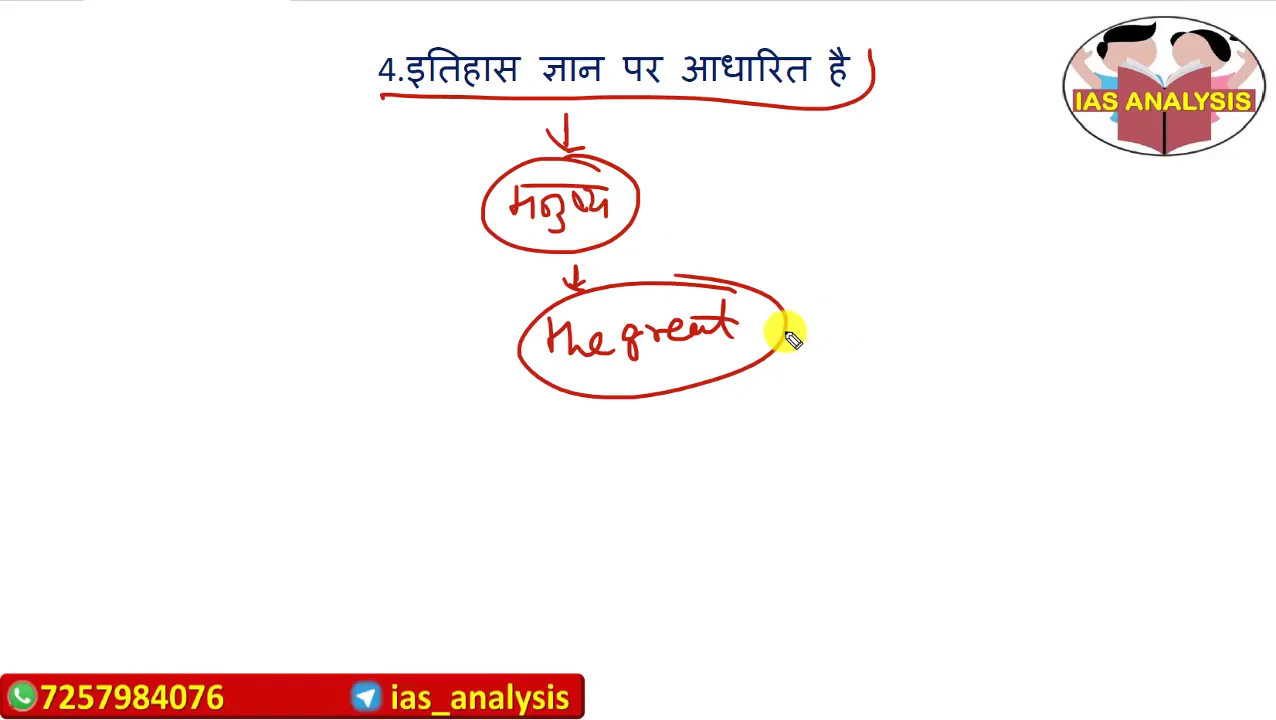 4.इतिहास ज्ञान पर आधारित है
IAS ANALYSIS
मनुष्य
the great
7257984076
ias_analysis